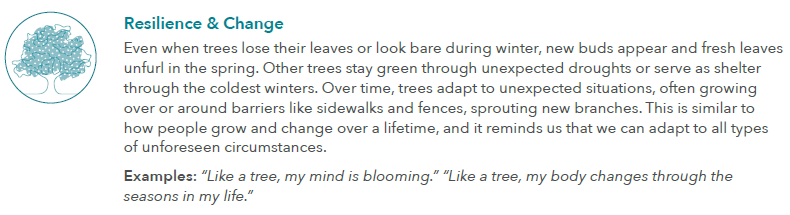 Resilience & Change
Even when trees lose their leaves or look bare during winter, new buds appear and fresh leaves
unfurl in the spring. Other trees stay green through unexpected droughts or serve as shelter
through the coldest winters. Over time, trees adapt to unexpected situations, often growing
over or around barriers like sidewalks and fences, sprouting new branches. This is similar to
how people grow and change over a lifetime, and it reminds us that we can adapt to all types
of unforeseen circumstances.
Examples: “Like a tree, my mind is blooming.” “Like a tree, my body changes through the
seasons in my life.”